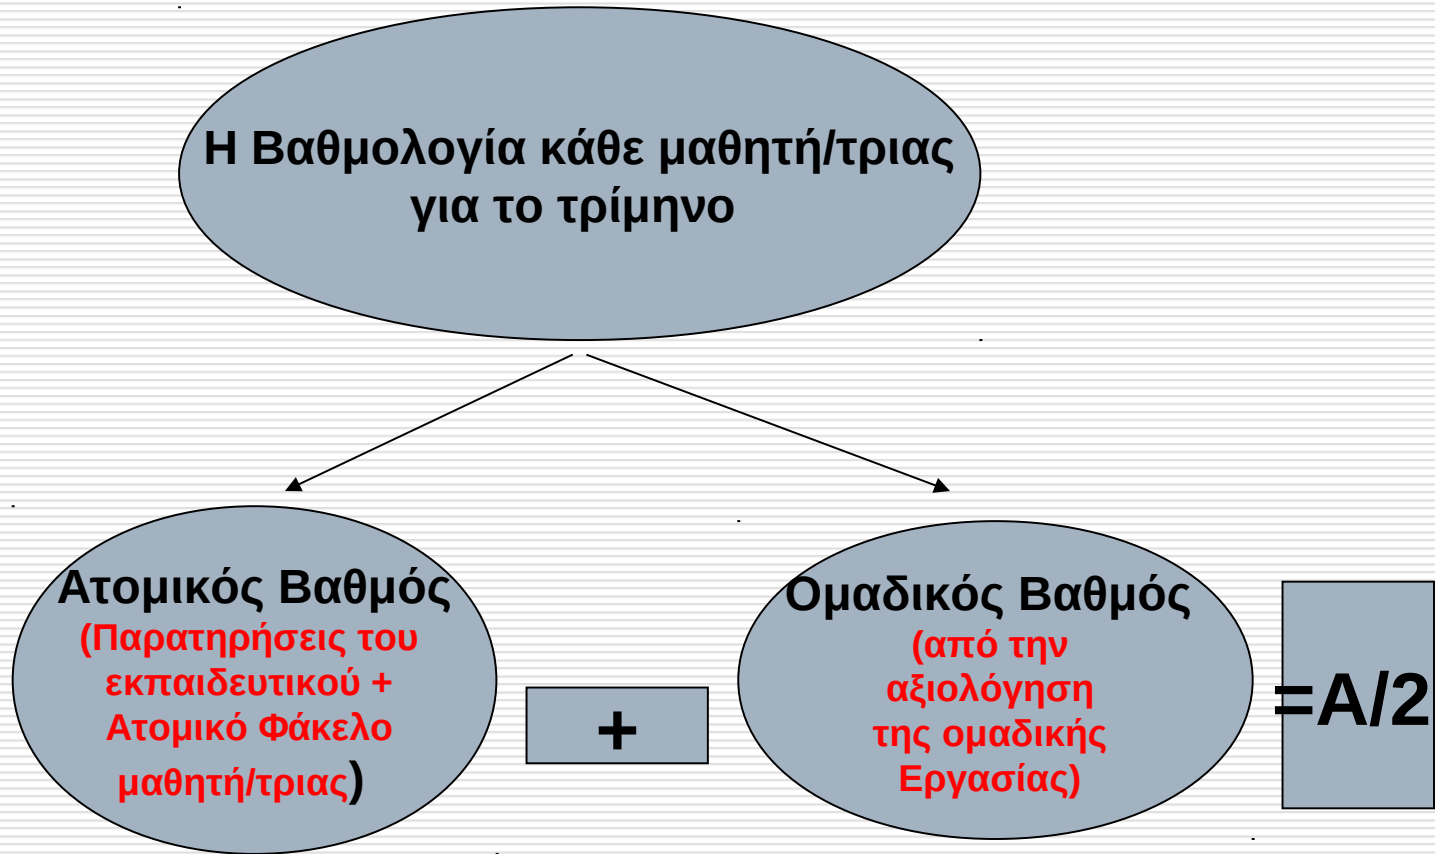 Η Βαθμολογία κάθε μαθητή/τριας
για το τρίμηνο
Ατομικός Βαθμός
(Παρατηρήσεις του
εκπαιδευτικού +
Ατομικό Φάκελο
μαθητή/τριας)
+
Ομαδικός Βαθμός
(από την
αξιολόγηση
της ομαδικής
Εργασίας)
=Α/2